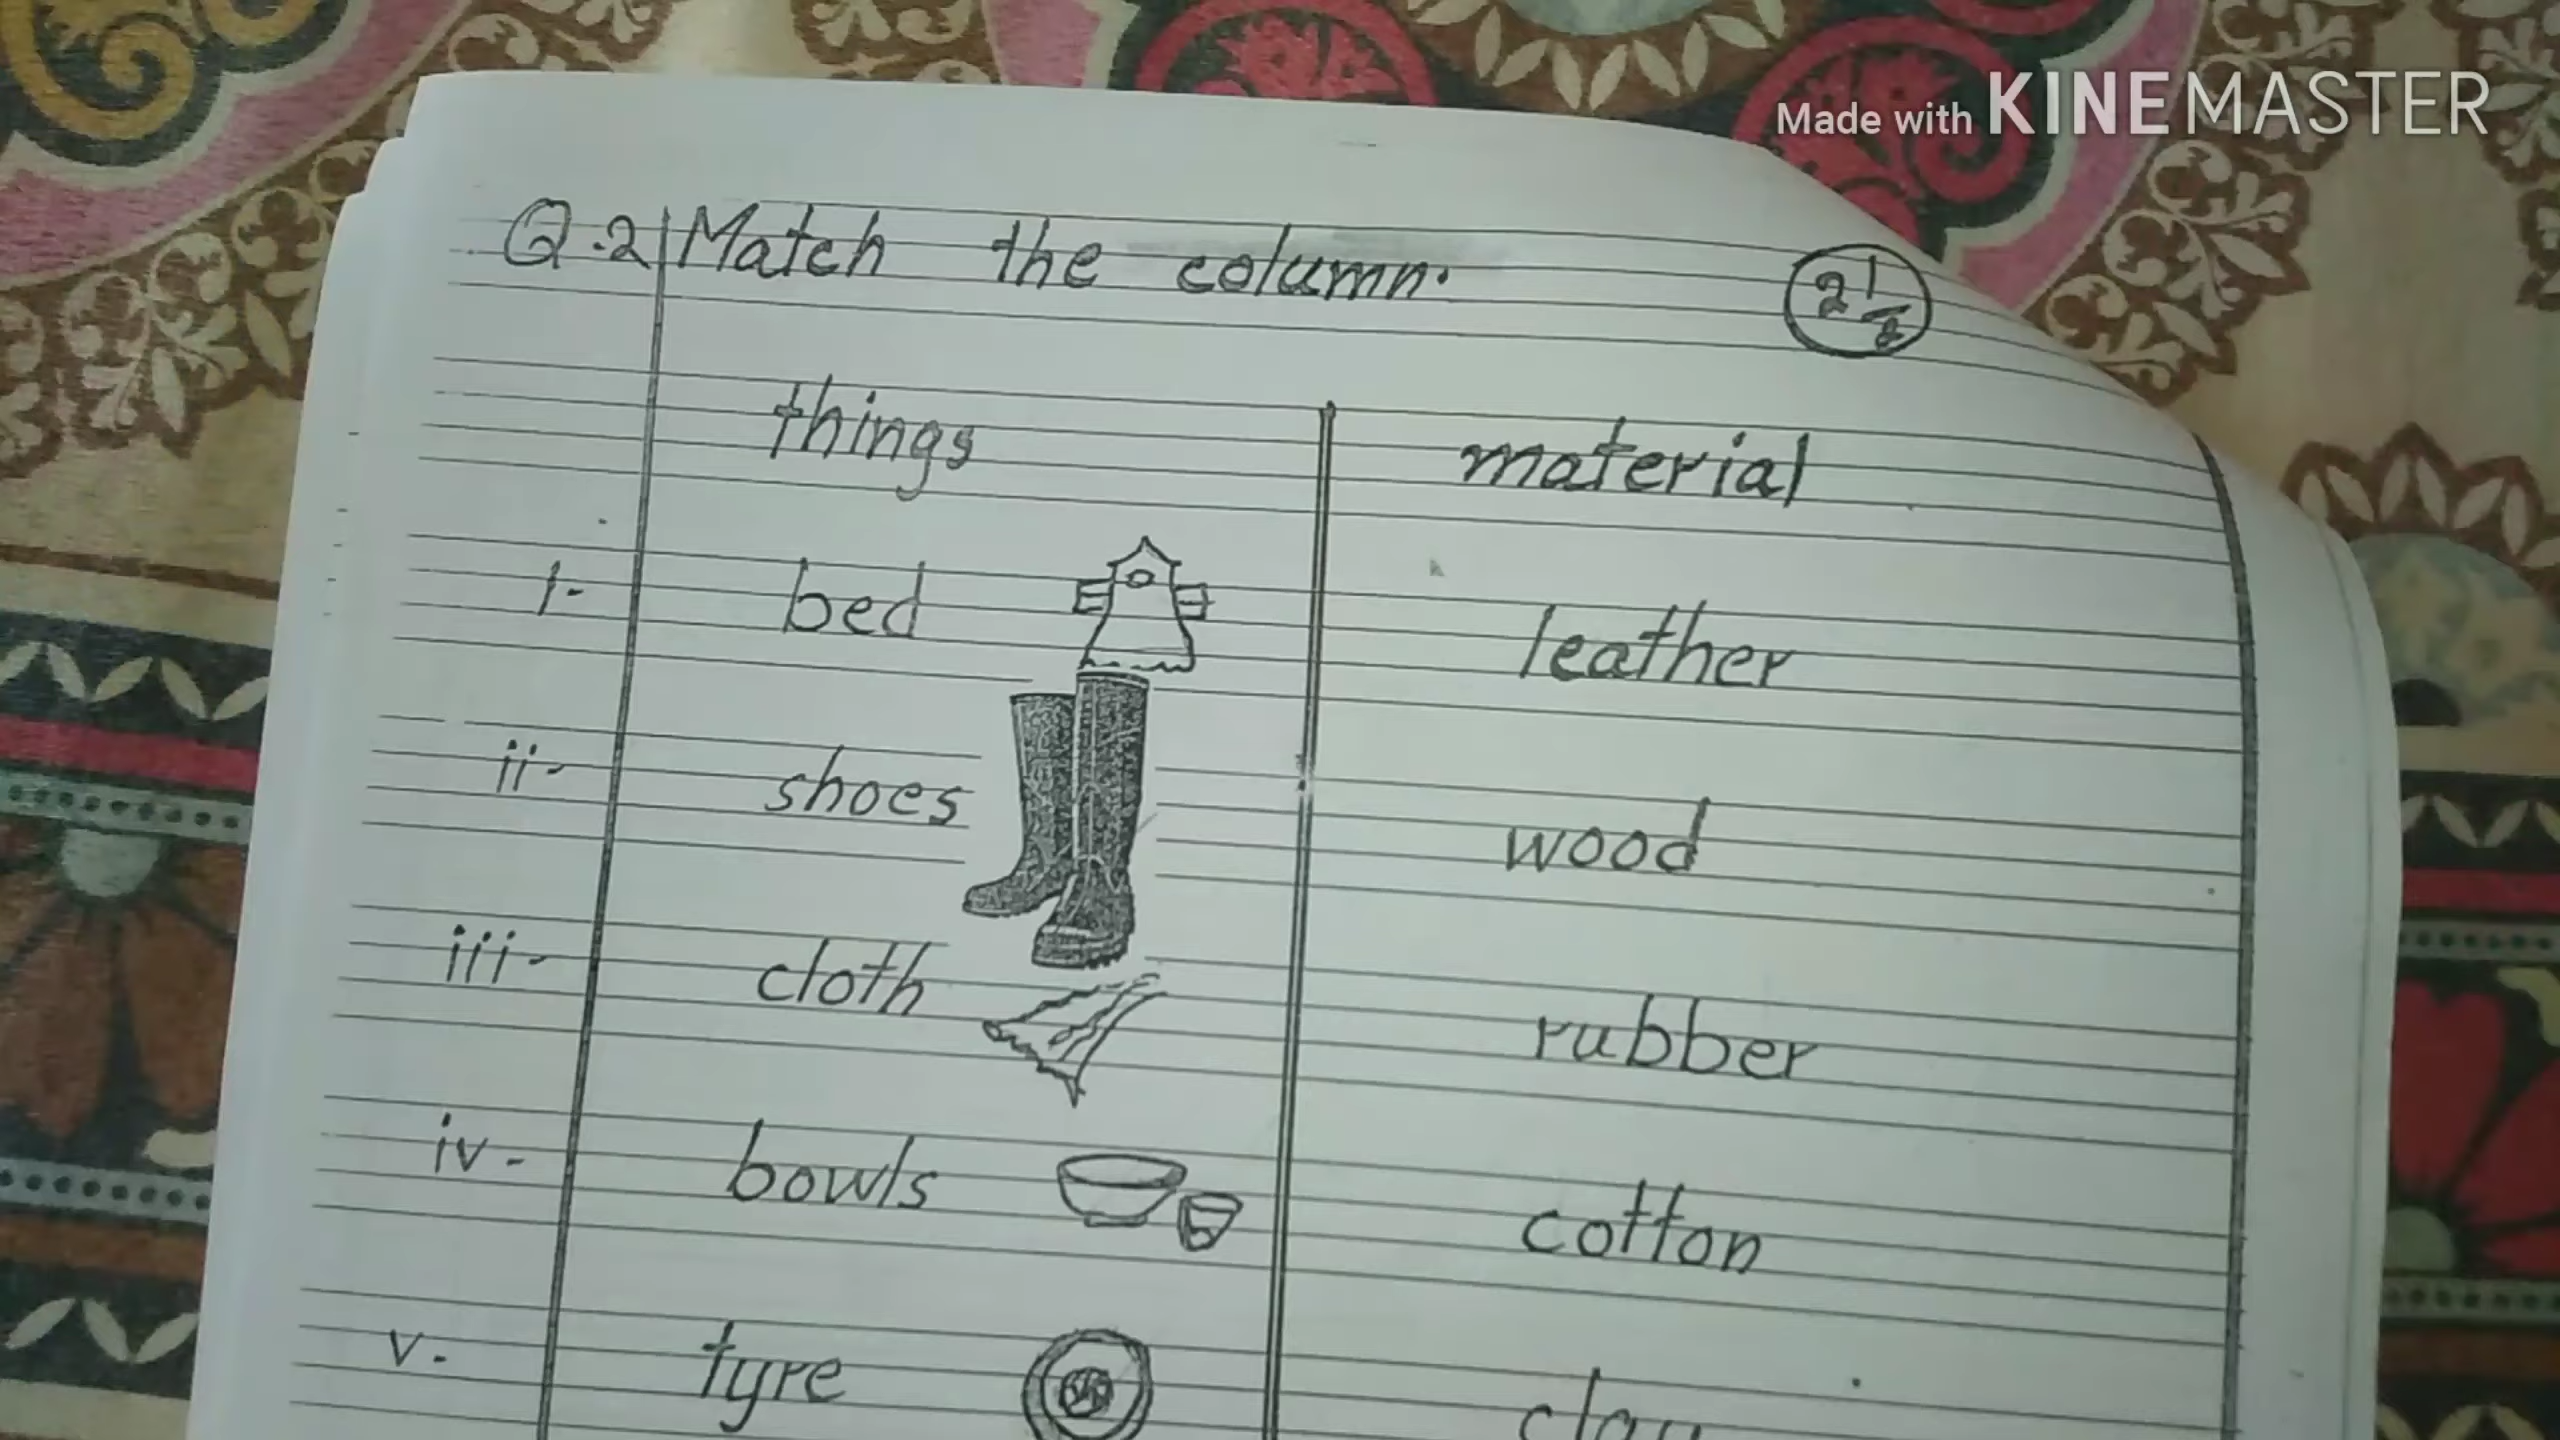 Made with KINEMASTER
Q.2 Match the column. 2 1/2
things material
i- bed leather
ii- shoes wood
iii- cloth rubber
iv- bowls cotton
v- tyre clay